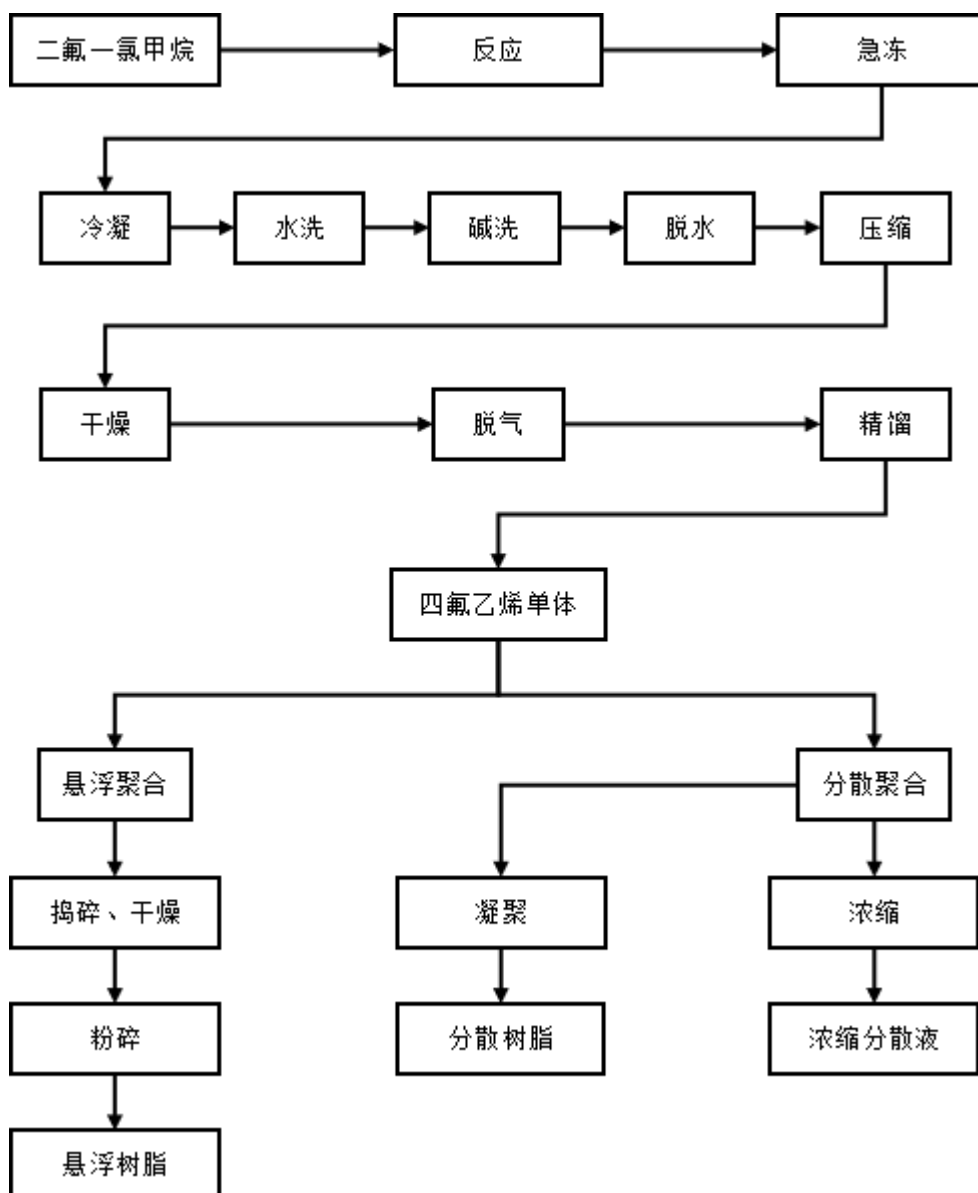 二氟一氯甲烷
反应
急冻
冷凝
水洗
碱洗
脱水
压缩
干燥
脱气
精馏
四氟乙烯单体
悬浮聚合
分散聚合
捣碎、干燥
凝聚
浓缩
粉碎
分散树脂
浓缩分散液
悬浮树脂